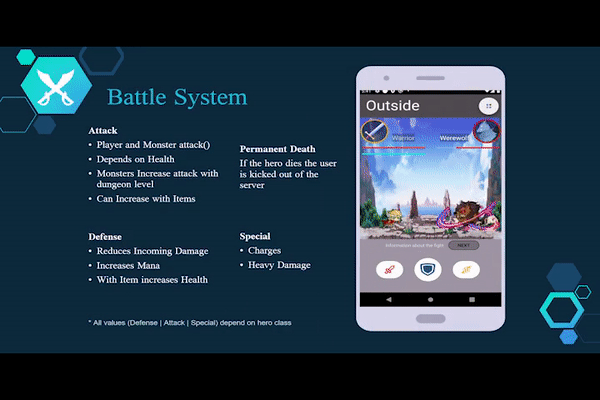 Battle System
Attack
• Player and Monster attack()
• Depends on Health
• Monsters Increase attack with
dungeon level
• Can Increase with Items
Permanent Death
If the hero dies the user
is kicked out of the
server
Defense
• Reduces Incoming Damage
• Increases Mana
• With Item increases Health
Special
• Charges
• Heavy Damage
* All values (Defense | Attack | Special) depend on hero class
Outside
Warrior
Werewolf
Information about the fight
NEXT